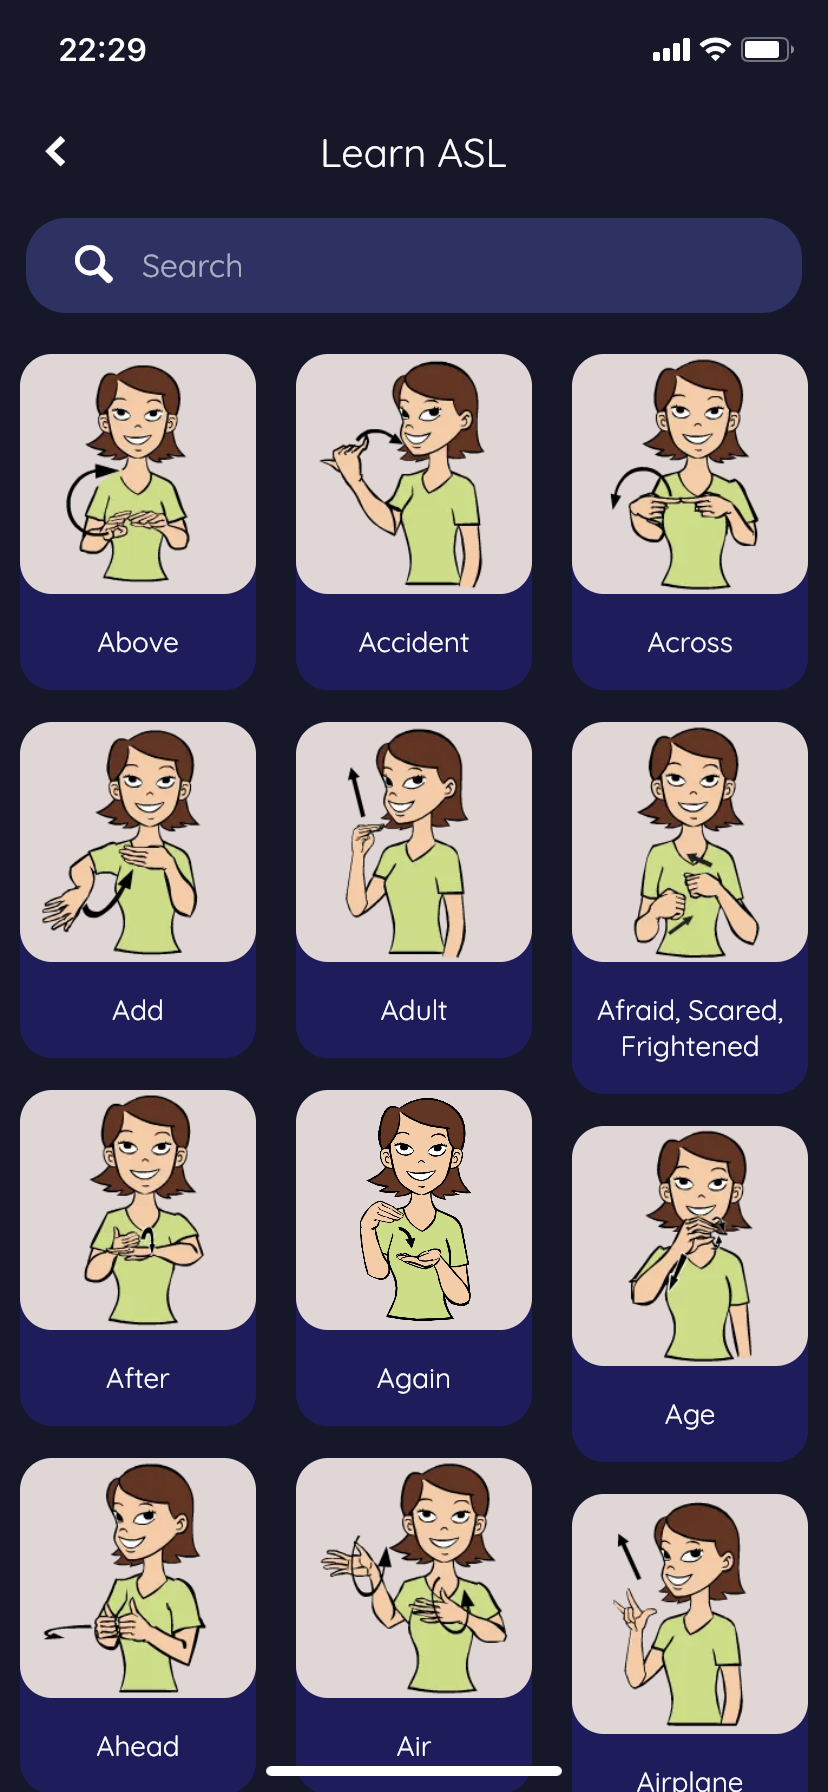 22:29
Learn ASL
Search
Above
Accident
Across
Add
Adult
Afraid, Scared,
Frightened
After
Again
Age
Ahead
Air
Airplane